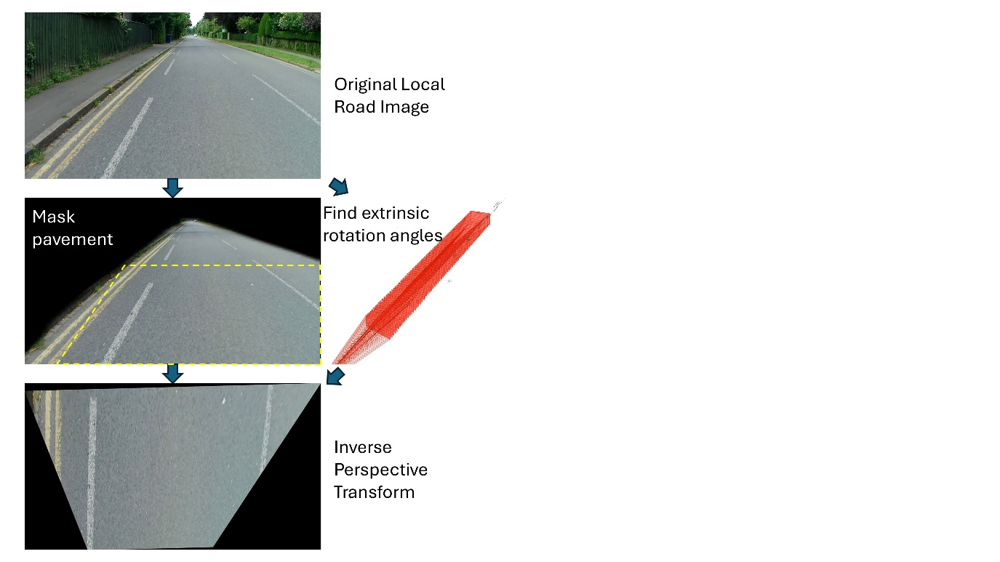 Original Local
Road Image
Mask
pavement
Find extrinsic
rotation angles
Inverse
Perspective
Transform